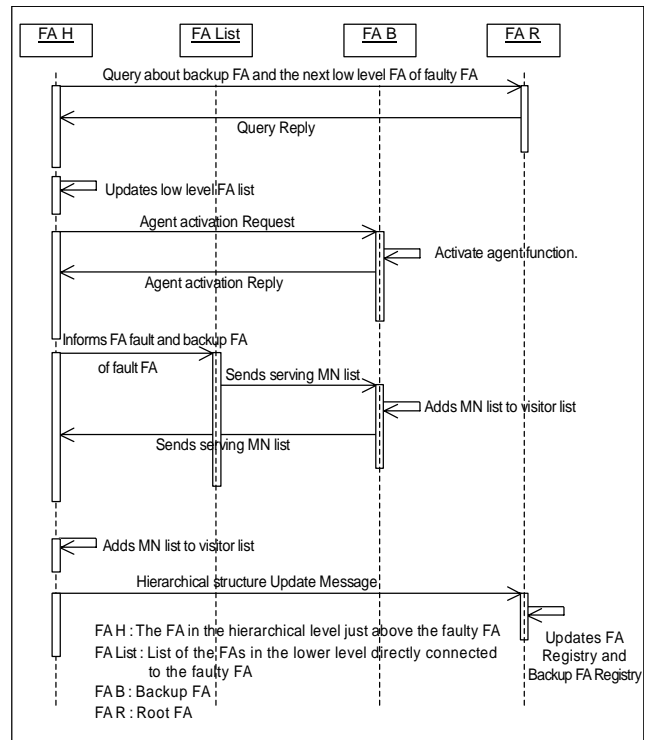 FA H
FA List
FA B
FA R
Query about backup FA and the next low level FA of faulty FA
Query Reply
Updates low level FA list
Agent activation Request
Activate agent function.
Agent activation Reply
Informs FA fault and backup FA
of fault FA
Sends serving MN list
Adds MN list to visitor list
Sends serving MN list
Adds MN list to visitor list
Hierarchical structure Update Message
FA H : The FA in the hierarchical level just above the faulty FA
FA List : List of the FAs in the lower level directly connected
to the faulty FA
FA B : Backup FA
FA R : Root FA
Updates FA
Registry and
Backup FA Registry